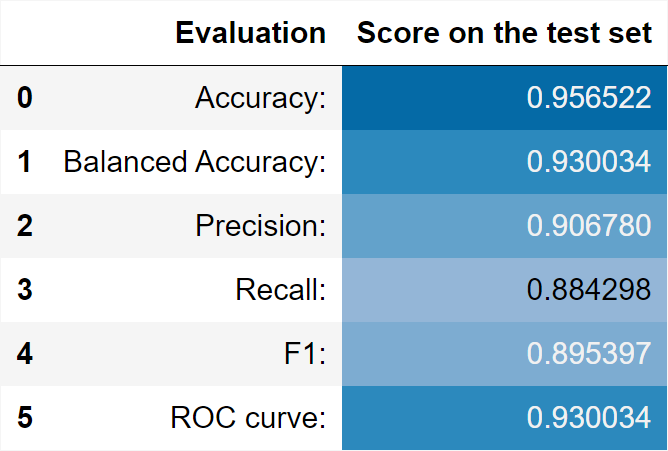 Evaluation Score on the test set
0 Accuracy: 0.956522
1 Balanced Accuracy: 0.930034
2 Precision: 0.906780
3 Recall: 0.884298
4 F1: 0.895397
5 ROC curve: 0.930034